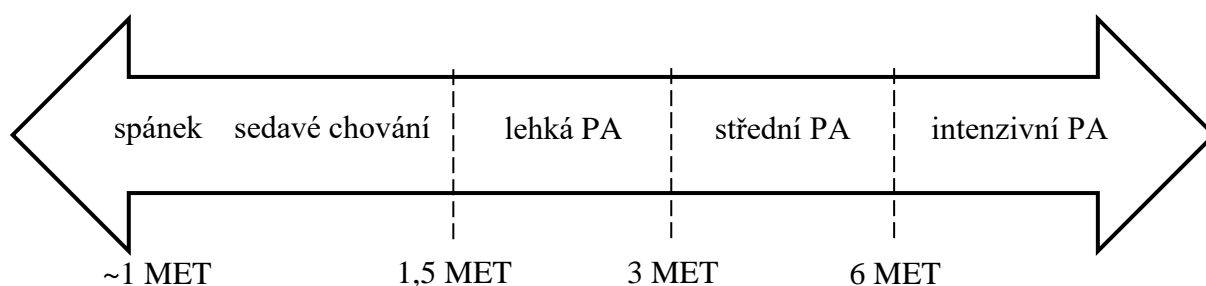 spánek sedavé chování lehká PA střední PA intenzivní PA
~1 MET 1,5 MET 3 MET 6 MET